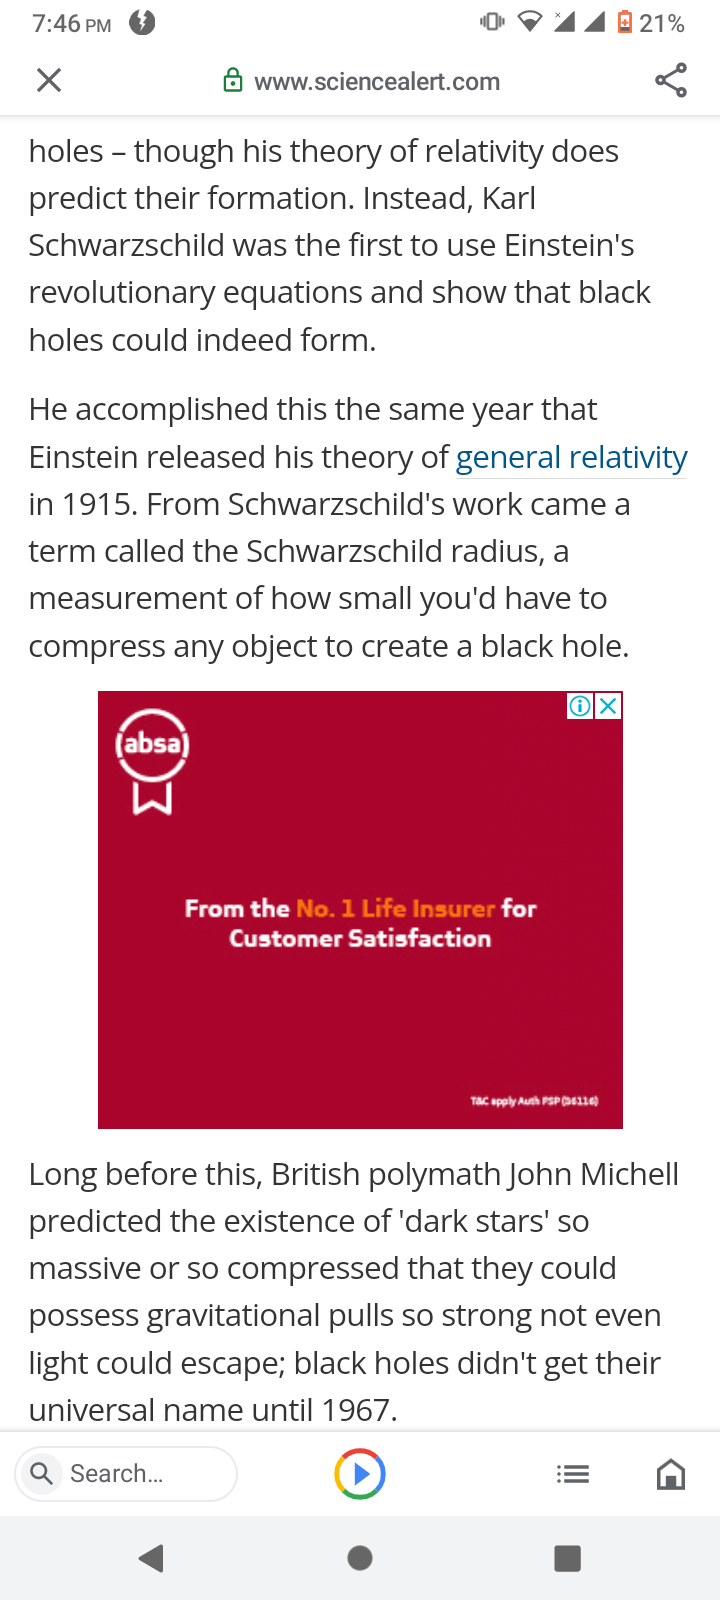 7:46 PM
21%
www.sciencealert.com
holes – though his theory of relativity does
predict their formation. Instead, Karl
Schwarzschild was the first to use Einstein's
revolutionary equations and show that black
holes could indeed form.
He accomplished this the same year that
Einstein released his theory of general relativity
in 1915. From Schwarzschild's work came a
term called the Schwarzschild radius, a
measurement of how small you'd have to
compress any object to create a black hole.
absa
From the No. 1 Life Insurer for
Customer Satisfaction
T&C apply Auth FSP (36116)
Long before this, British polymath John Michell
predicted the existence of 'dark stars' so
massive or so compressed that they could
possess gravitational pulls so strong not even
light could escape; black holes didn't get their
universal name until 1967.
Search...